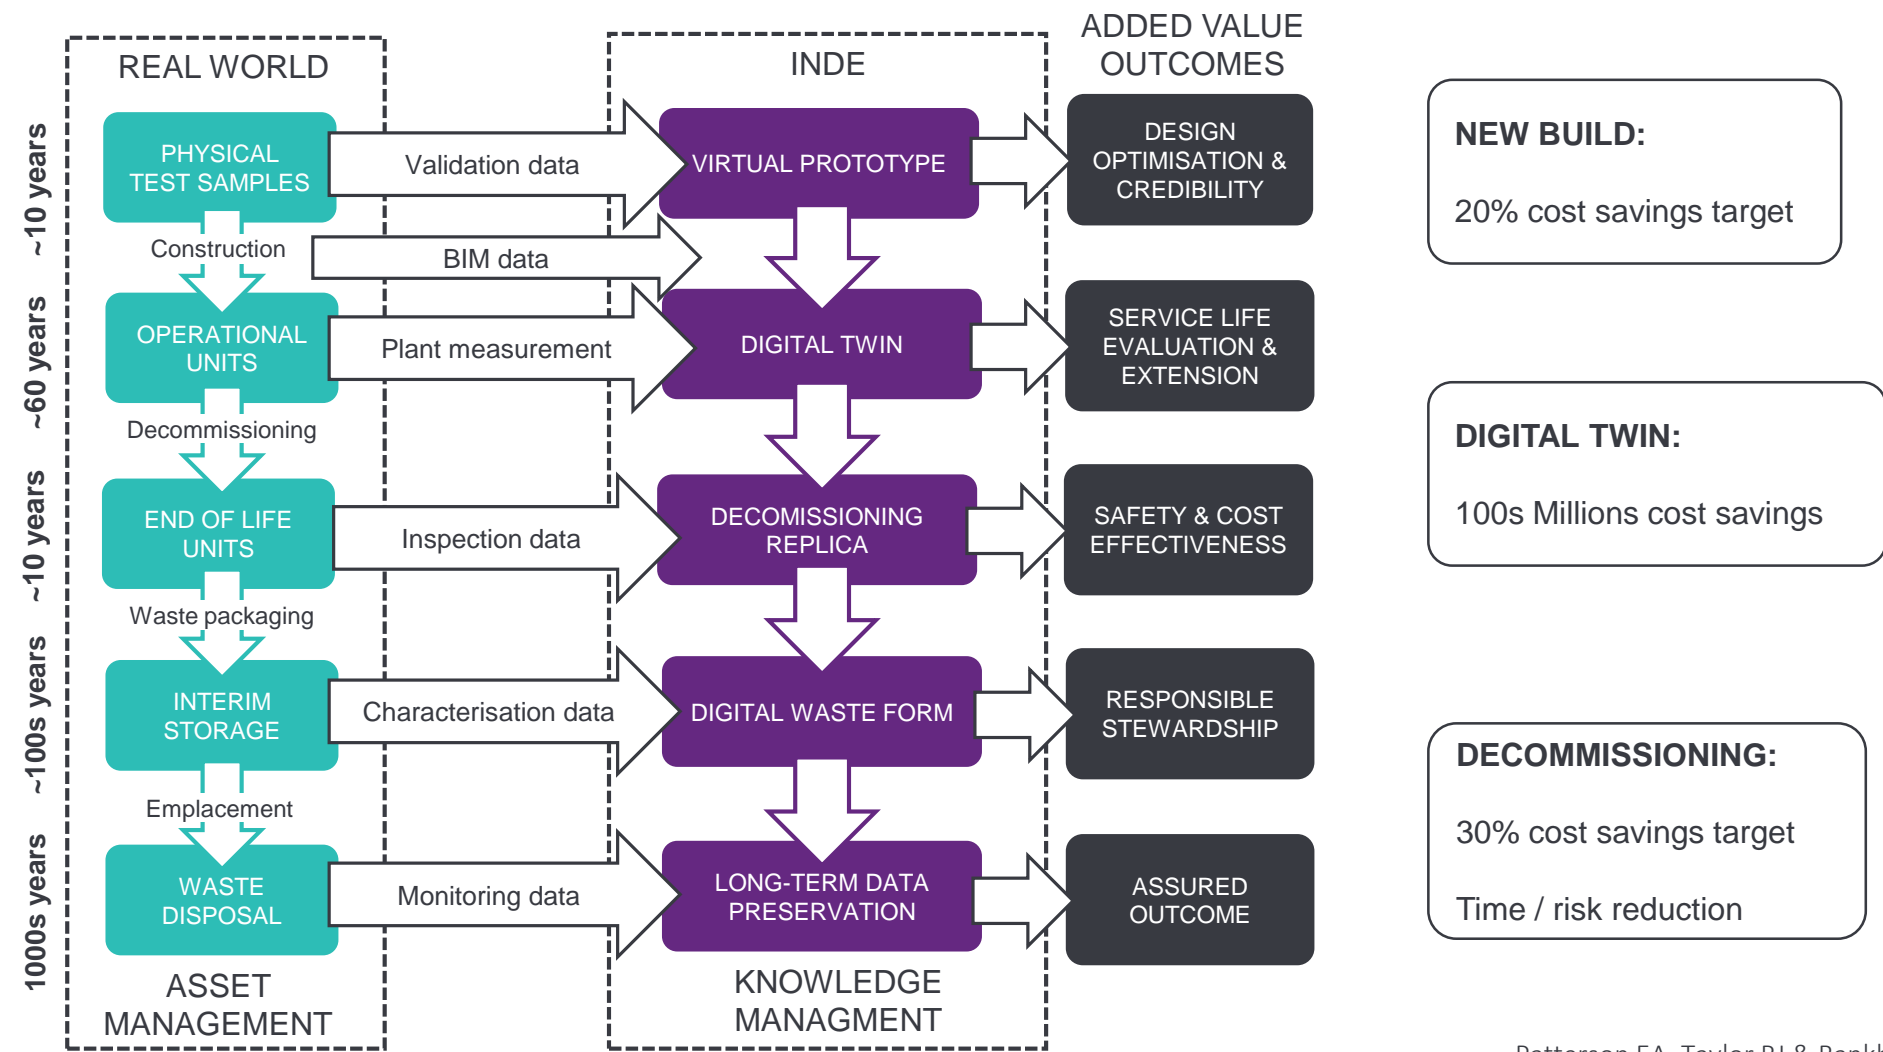 REAL WORLD
INDE
ADDED VALUE
OUTCOMES
~10 years
PHYSICAL
TEST SAMPLES
Validation data
VIRTUAL PROTOTYPE
DESIGN
OPTIMISATION &
CREDIBILITY
Construction
BIM data
~60 years
OPERATIONAL
UNITS
Plant measurement
DIGITAL TWIN
SERVICE LIFE
EVALUATION &
EXTENSION
Decommissioning
~10 years
END OF LIFE
UNITS
Inspection data
DECOMISSIONING
REPLICA
SAFETY & COST
EFFECTIVENESS
Waste packaging
~100s years
INTERIM
STORAGE
Characterisation data
DIGITAL WASTE FORM
RESPONSIBLE
STEWARDSHIP
Emplacement
1000s years
WASTE
DISPOSAL
Monitoring data
LONG-TERM DATA
PRESERVATION
ASSURED
OUTCOME
ASSET
MANAGEMENT
KNOWLEDGE
MANAGMENT
NEW BUILD:
20% cost savings target
DIGITAL TWIN:
100s Millions cost savings
DECOMMISSIONING:
30% cost savings target
Time / risk reduction